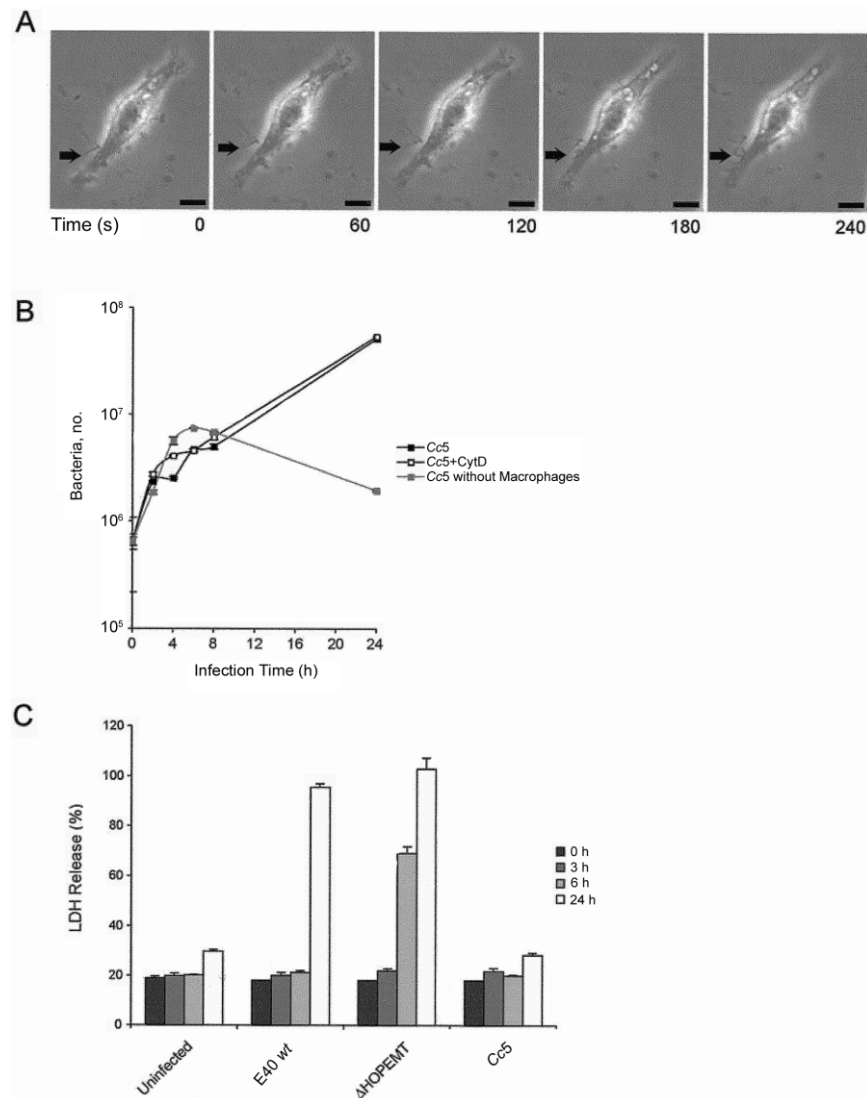 A
Time (s) 0 60 120 180 240
B
10⁸
10⁷
10⁶
10⁵
Bacteria, no.
0 4 8 12 16 20 24
Infection Time (h)
Cc5
Cc5+CytD
Cc5 without Macrophages
C
120
100
80
60
40
20
0
LDH Release (%)
Uninfected
E40 wt
ΔHOPEMT
Cc5
0 h
3 h
6 h
24 h